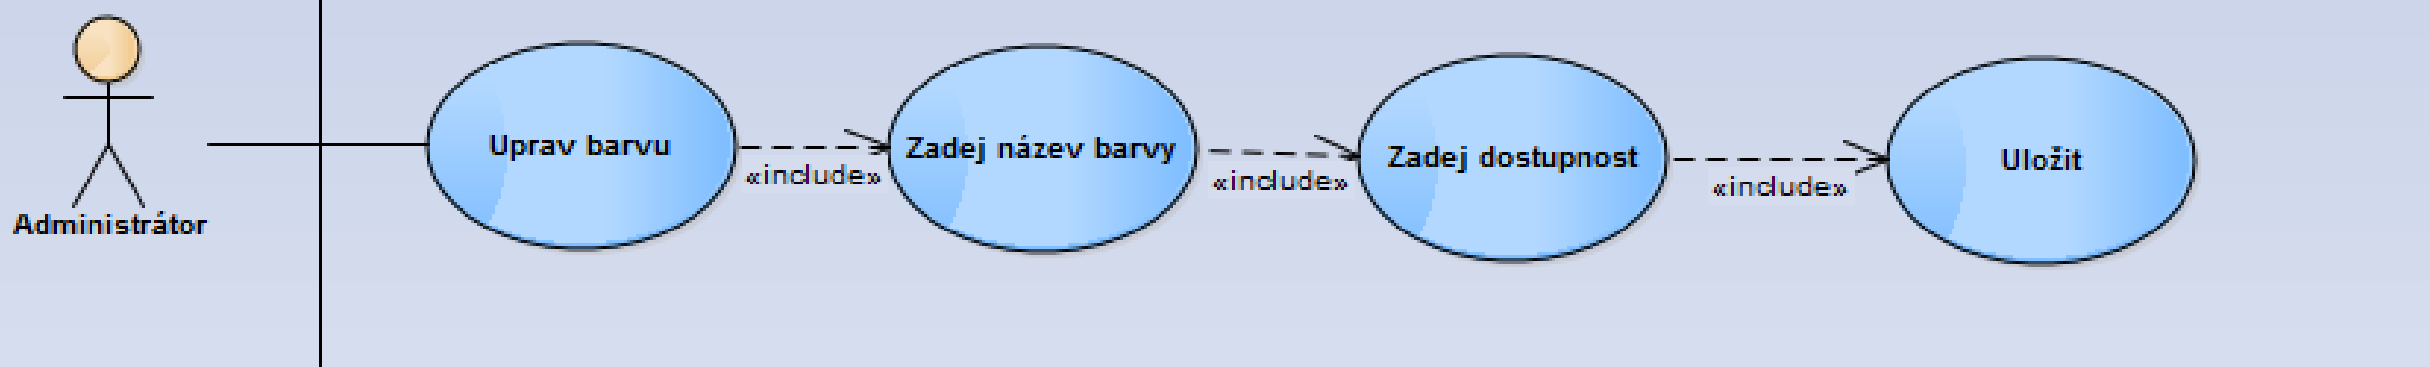 Administrátor
Uprav barvu
«include»
Zadej název barvy
«include»
Zadej dostupnost
«include»
Uložit